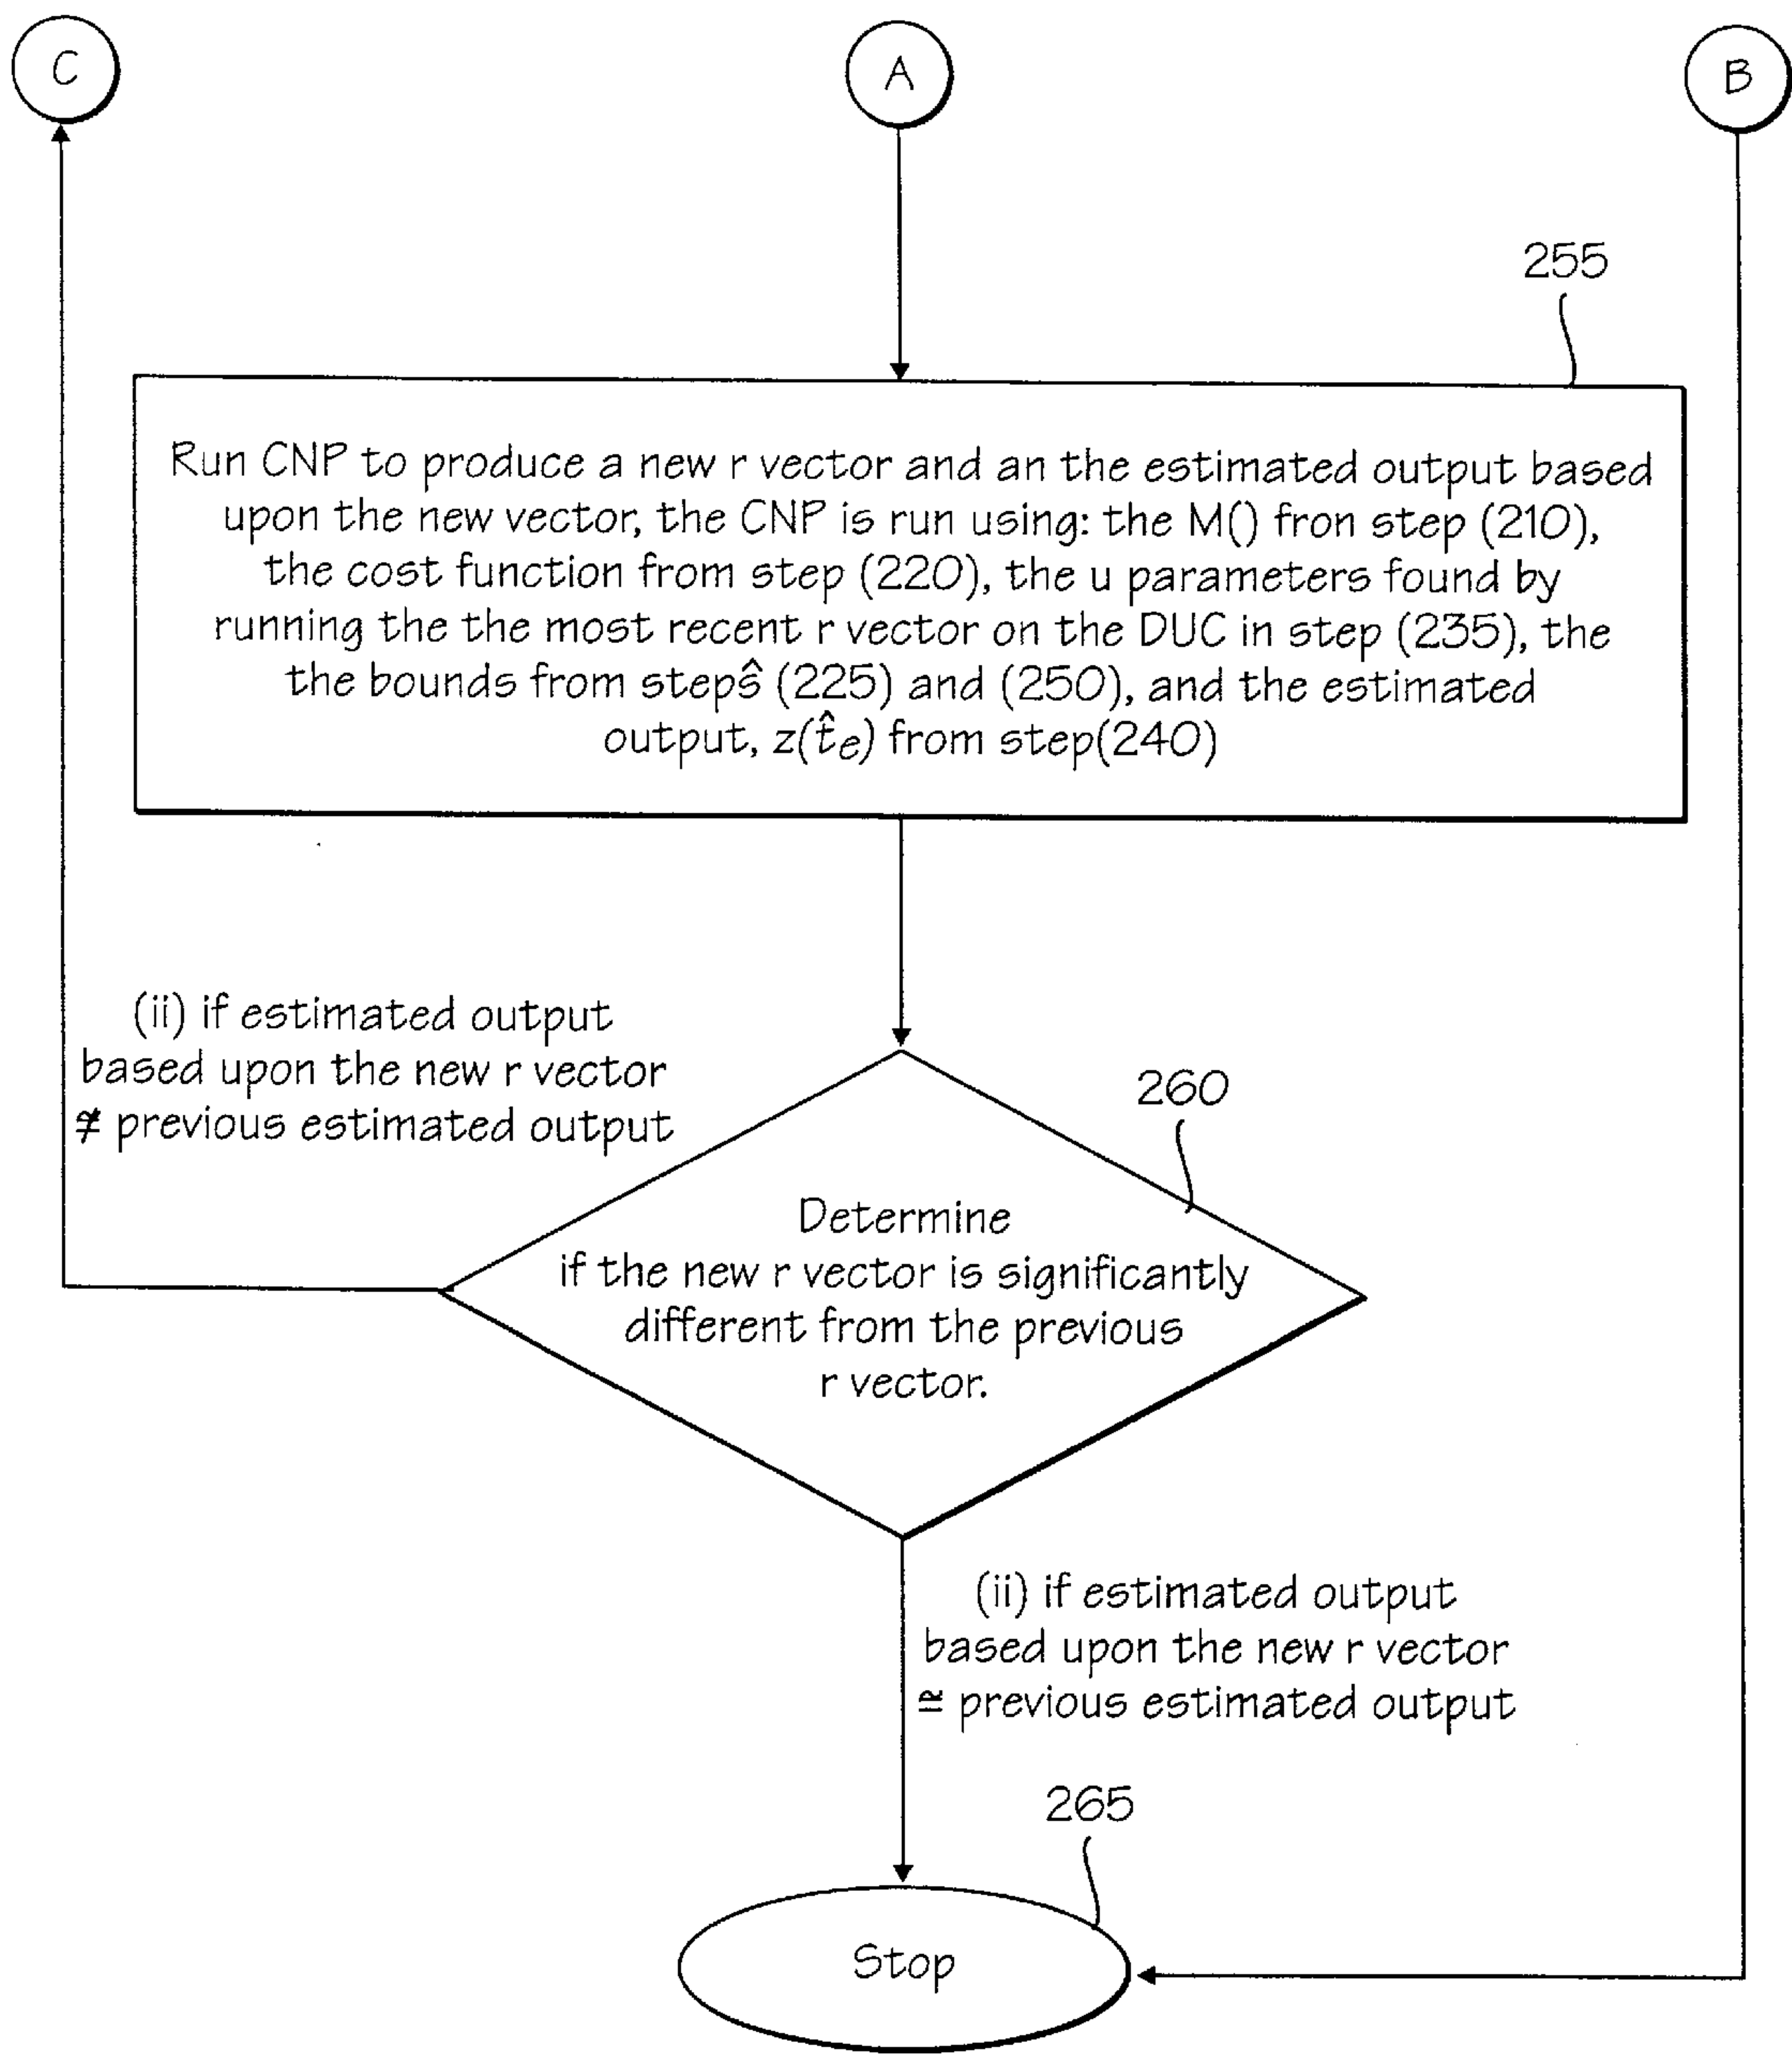 C
A
B
255
Run CNP to produce a new r vector and an the estimated output based
upon the new vector, the CNP is run using: the M() fron step (210),
the cost function from step (220), the u parameters found by
running the the most recent r vector on the DUC in step (235), the
the bounds from stepŝ (225) and (250), and the estimated
output, z(t̂e) from step(240)
(ii) if estimated output
based upon the new r vector
≇ previous estimated output
260
Determine
if the new r vector is significantly
different from the previous
r vector.
(ii) if estimated output
based upon the new r vector
≅ previous estimated output
265
Stop